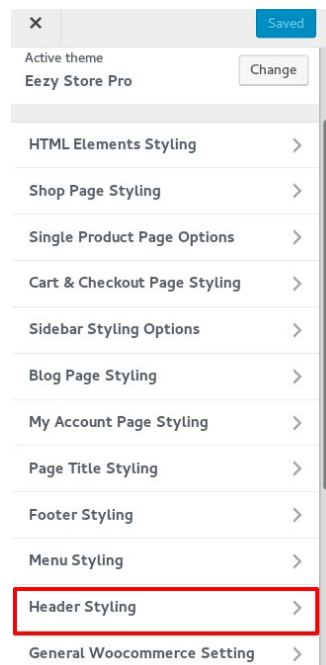 Saved
Active theme
Eezy Store Pro
Change
HTML Elements Styling
Shop Page Styling
Single Product Page Options
Cart & Checkout Page Styling
Sidebar Styling Options
Blog Page Styling
My Account Page Styling
Page Title Styling
Footer Styling
Menu Styling
Header Styling
General Woocommerce Setting